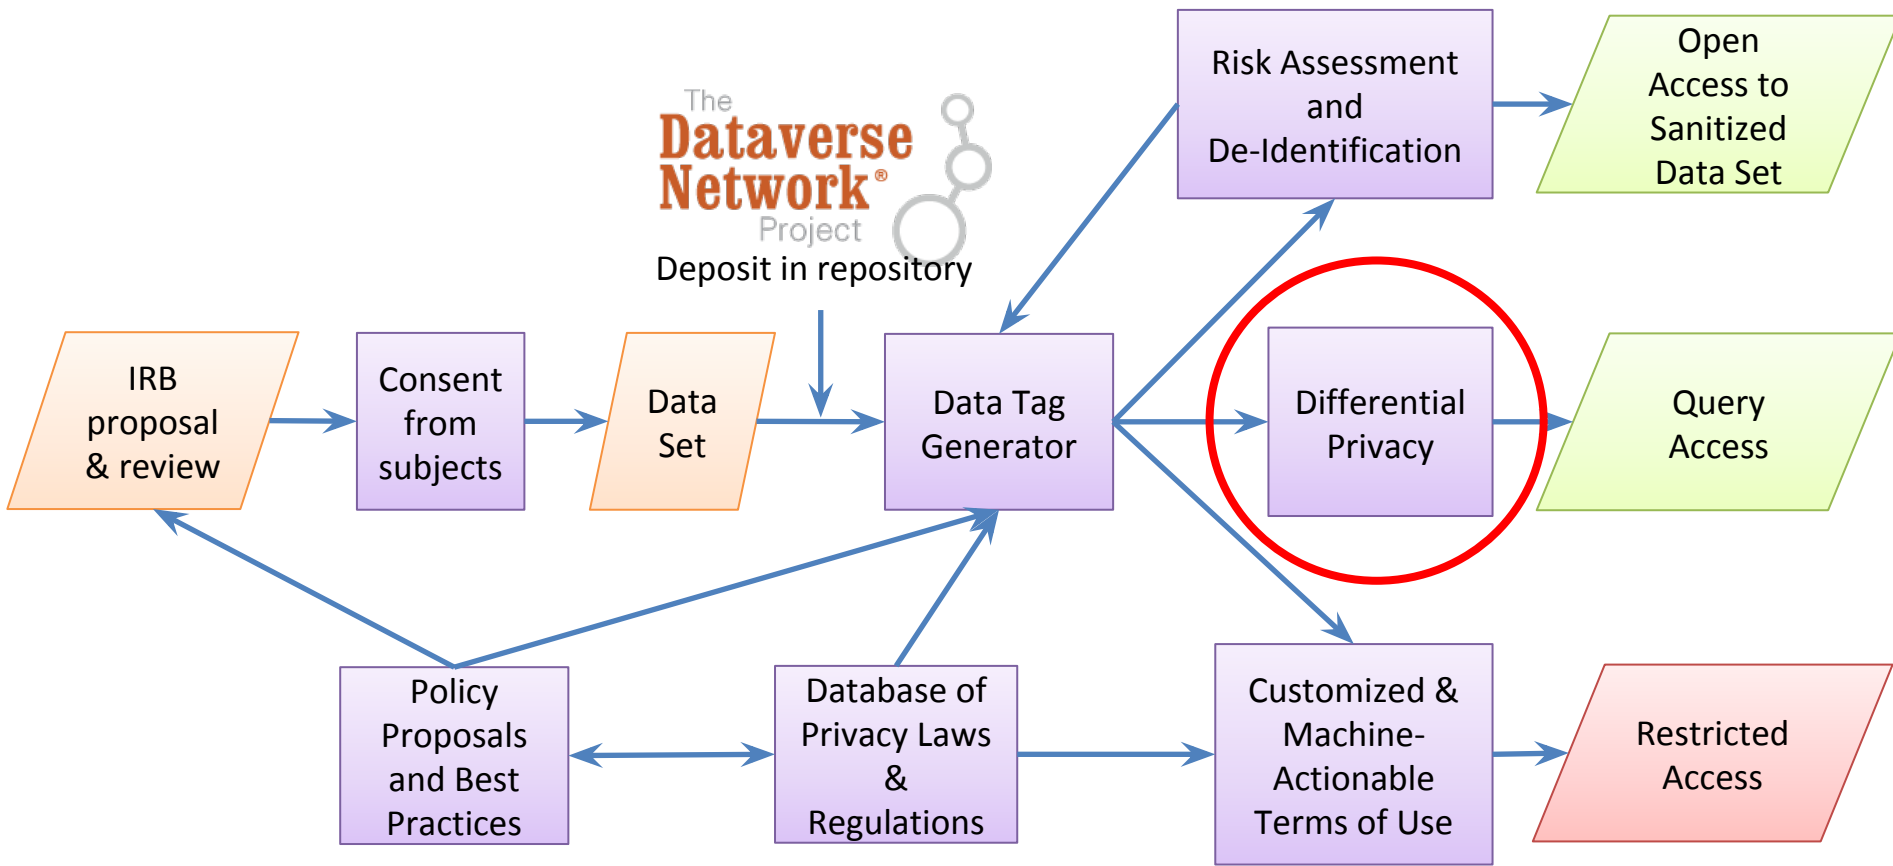 The
Dataverse
Network®
Project
Deposit in repository
Risk Assessment
and
De-Identification
Open
Access to
Sanitized
Data Set
IRB
proposal
& review
Consent
from
subjects
Data
Set
Data Tag
Generator
Differential
Privacy
Query
Access
Policy
Proposals
and Best
Practices
Database of
Privacy Laws
&
Regulations
Customized &
Machine-
Actionable
Terms of Use
Restricted
Access